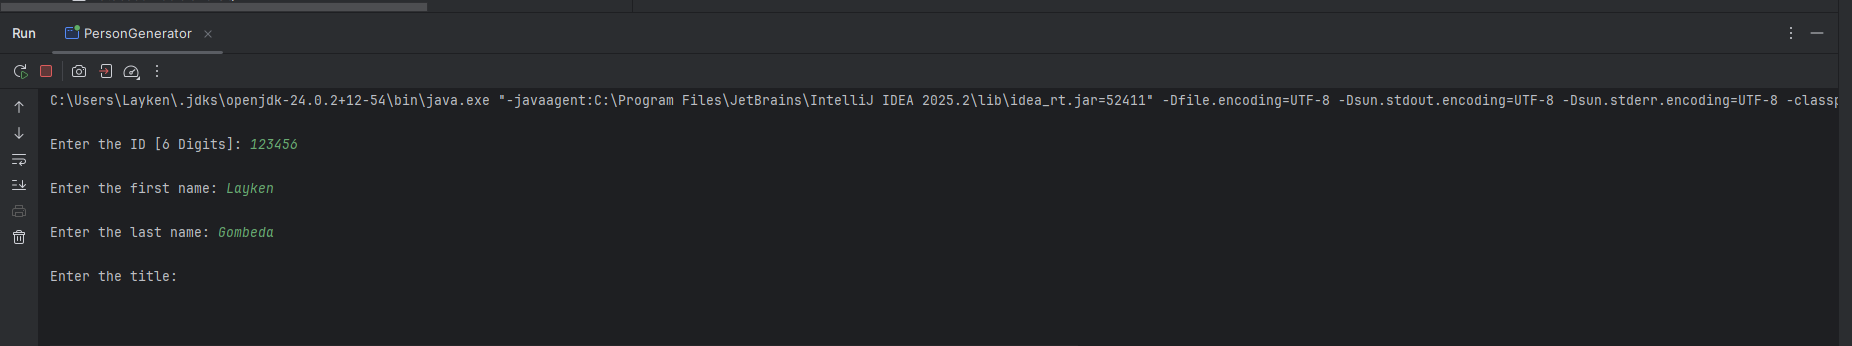 Run PersonGenerator
C:\Users\Layken\.jdks\openjdk-24.0.2+12-54\bin\java.exe "-javaagent:C:\Program Files\JetBrains\IntelliJ IDEA 2025.2\lib\idea_rt.jar=52411" -Dfile.encoding=UTF-8 -Dsun.stdout.encoding=UTF-8 -Dsun.stderr.encoding=UTF-8 -classp
Enter the ID [6 Digits]: 123456
Enter the first name: Layken
Enter the last name: Gombeda
Enter the title: